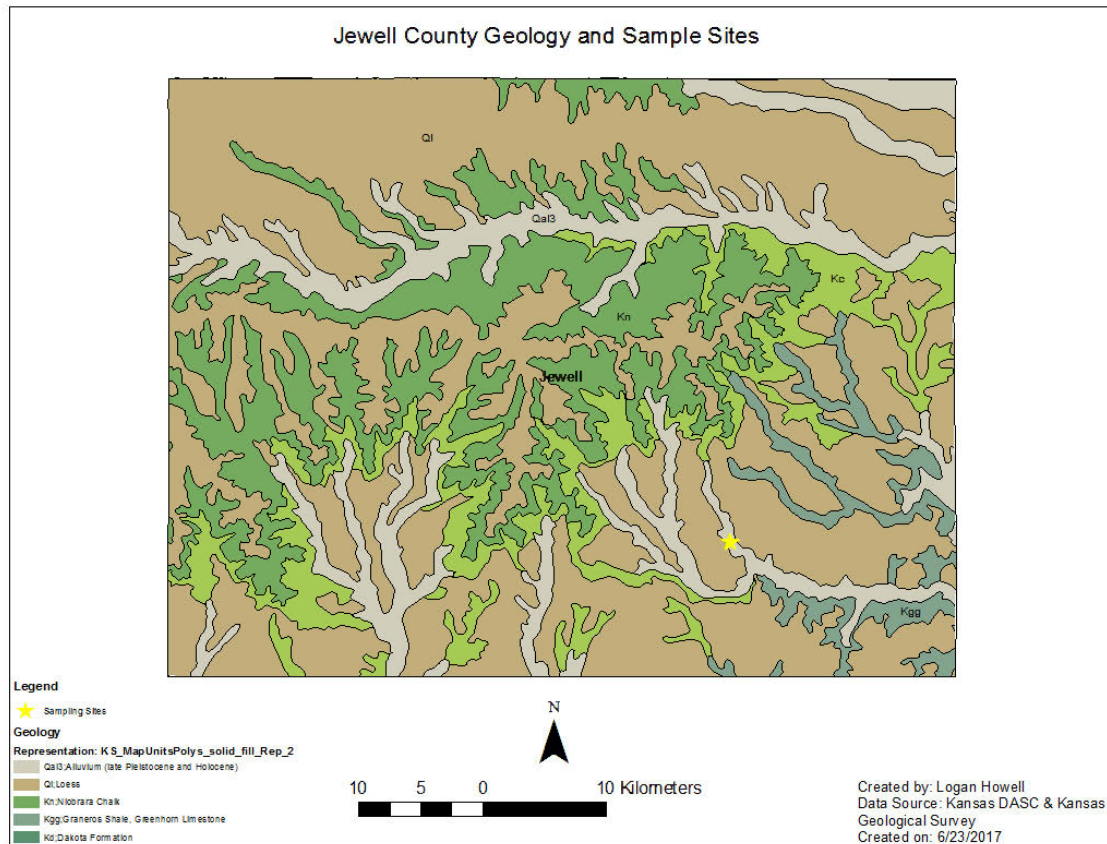 Jewell County Geology and Sample Sites
Ql
Qal3
Kc
Kn
Jewell
Kgg
Legend
Sampling Sites
Geology
Representation: KS_MapUnitsPolys_solid_fill_Rep_2
Qal3;Alluvium (late Pleistocene and Holocene)
Ql;Loess
Kn;Niobrara Chalk
Kgg;Graneros Shale, Greenhorn Limestone
Kd;Dakota Formation
N
10 5 0 10 Kilometers
Created by: Logan Howell
Data Source: Kansas DASC & Kansas
Geological Survey
Created on: 6/23/2017